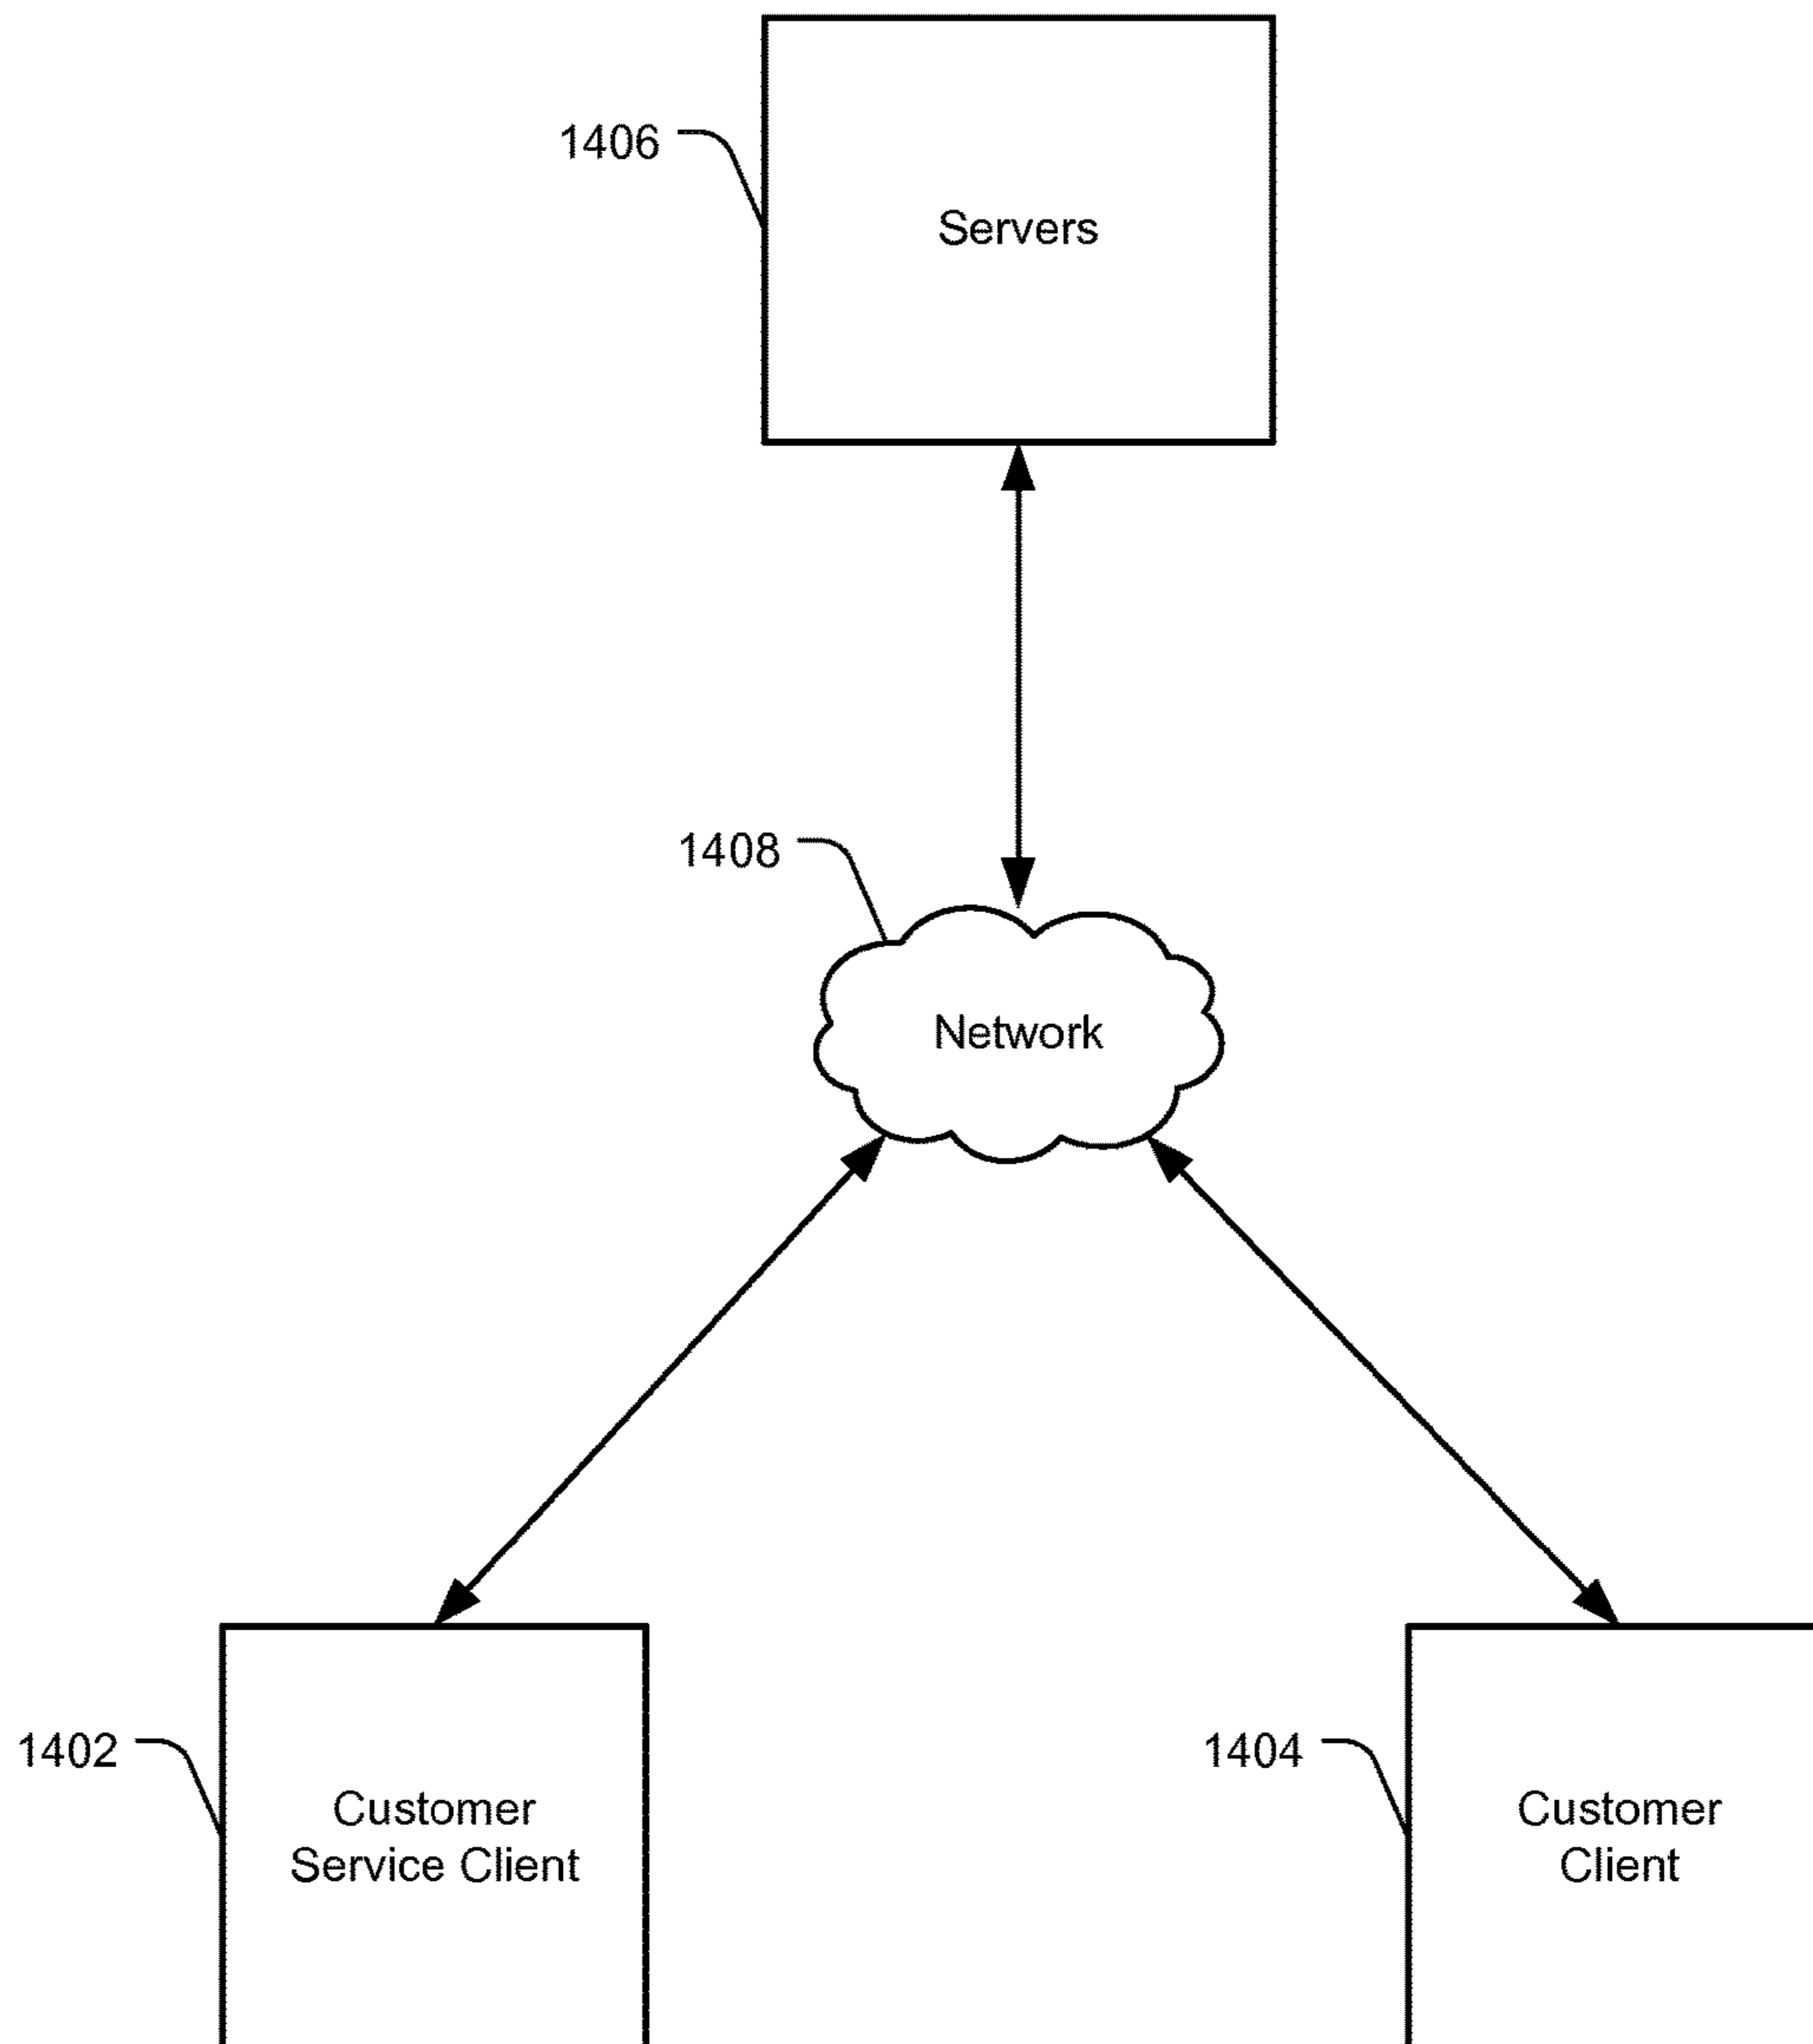 1406
Servers
1408
Network
1402
Customer
Service Client
1404
Customer
Client